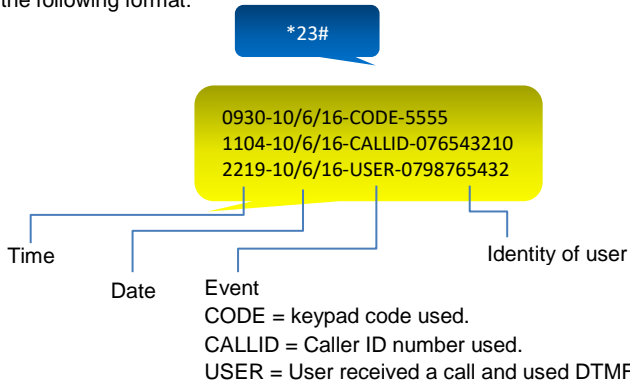 the following format:
*23#
0930-10/6/16-CODE-5555
1104-10/6/16-CALLID-076543210
2219-10/6/16-USER-0798765432
Time
Date
Event
Identity of user
CODE = keypad code used.
CALLID = Caller ID number used.
USER = User received a call and used DTMF